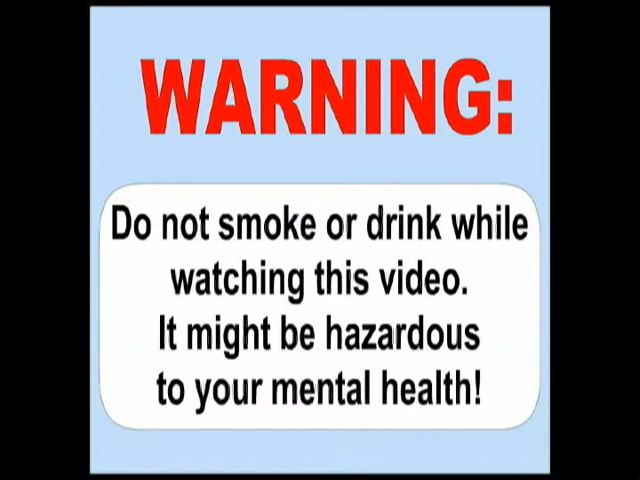 WARNING:
Do not smoke or drink while
watching this video.
It might be hazardous
to your mental health!